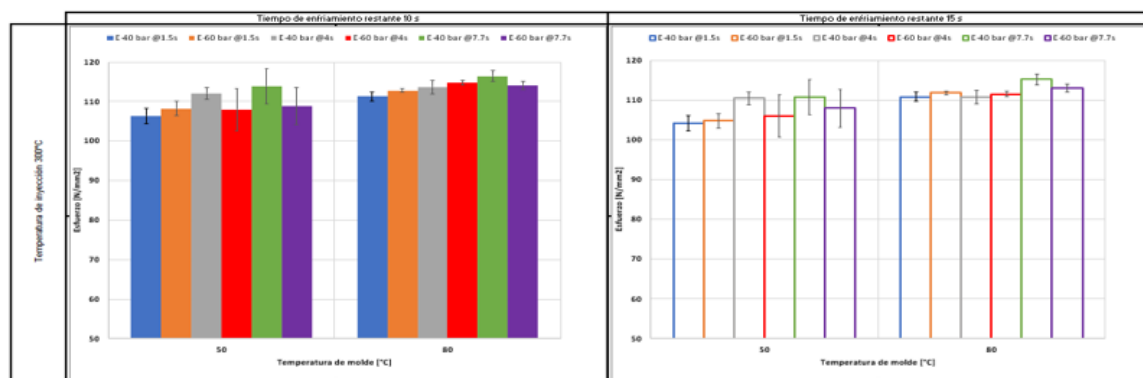 Tiempo de enfriamiento restante 10 s
Tiempo de enfriamiento restante 15 s
Temperatura de inyección 300°C
E-40 bar @1.5s E-60 bar @1.5s E-40 bar @4s E-60 bar @4s E-40 bar @7.7s E-60 bar @7.7s
Esfuerzo [N/mm2]
120
110
100
90
80
70
60
50
50 80
Temperatura de molde [°C]
E-40 bar @1.5s E-60 bar @1.5s E-40 bar @4s E-60 bar @4s E-40 bar @7.7s E-60 bar @7.7s
Esfuerzo [N/mm2]
120
110
100
90
80
70
60
50
50 80
Temperatura de molde [°C]